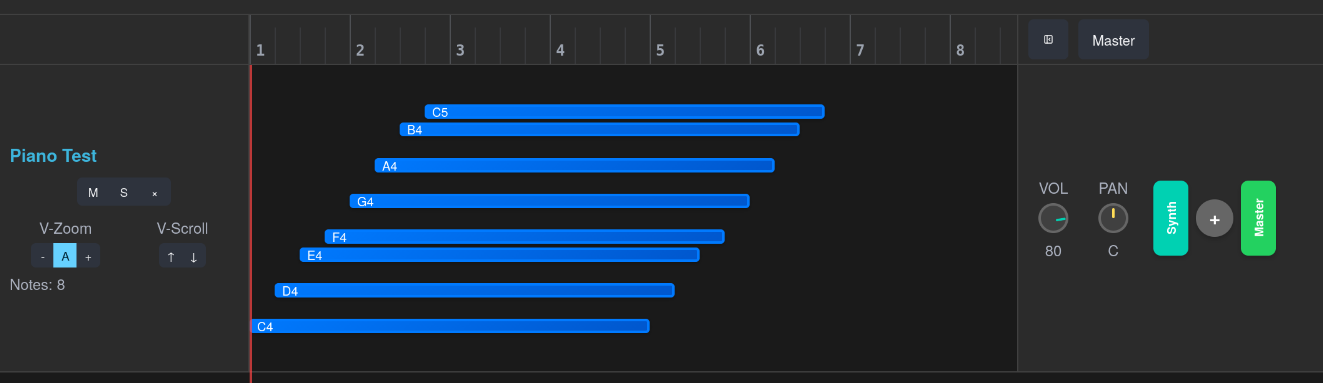 1 2 3 4 5 6 7 8
Master
Piano Test
M S ×
V-Zoom V-Scroll
- A + ↑ ↓
Notes: 8
C5
B4
A4
G4
F4
E4
D4
C4
VOL PAN
80 C
Synth
+
Master